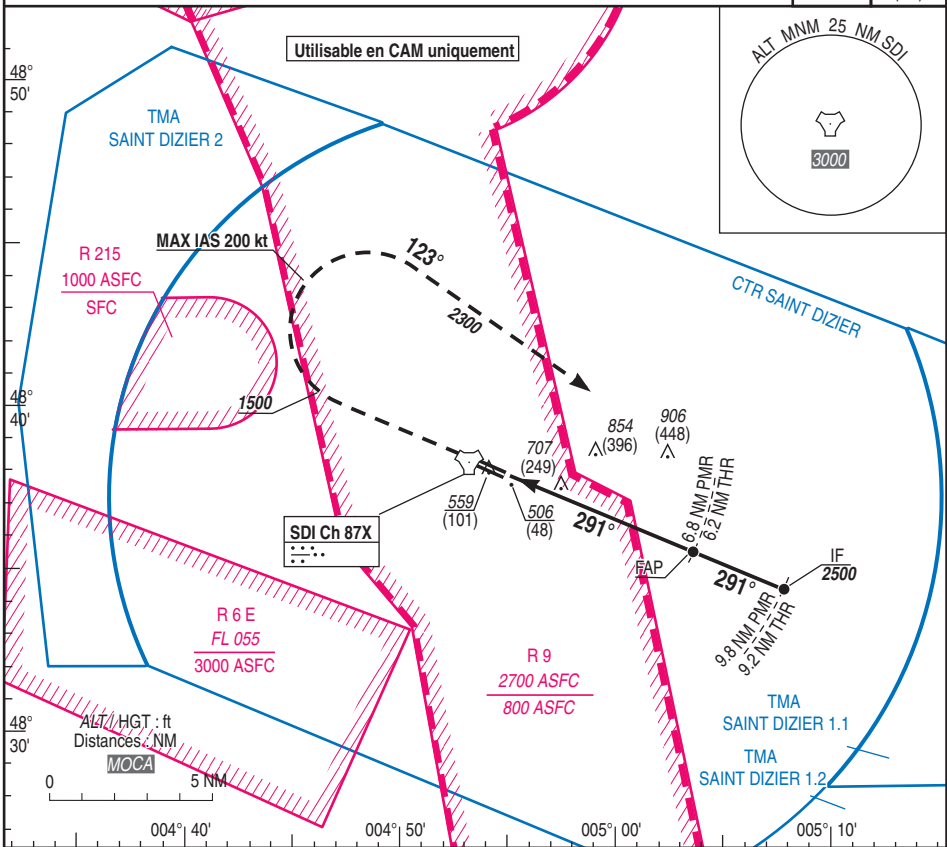 Utilisable en CAM uniquement
ALT MNM 25 NM SDI
3000
48°
50'
TMA
SAINT DIZIER 2
R 215
1000 ASFC
SFC
MAX IAS 200 kt
123°
2300
CTR SAINT DIZIER
48°
40'
1500
707
(249)
854
(396)
906
(448)
559
(101)
506
(48)
SDI Ch 87X
291°
6.8 NM PMR
6.2 NM THR
FAP
291°
IF
2500
9.8 NM PMR
9.2 NM THR
R 6 E
FL 055
3000 ASFC
R 9
2700 ASFC
800 ASFC
TMA
SAINT DIZIER 1.1
TMA
SAINT DIZIER 1.2
48°
30'
ALT/ HGT : ft
Distances : NM
MOCA
0 5 NM
004° 40'
004° 50'
005° 00'
005° 10'